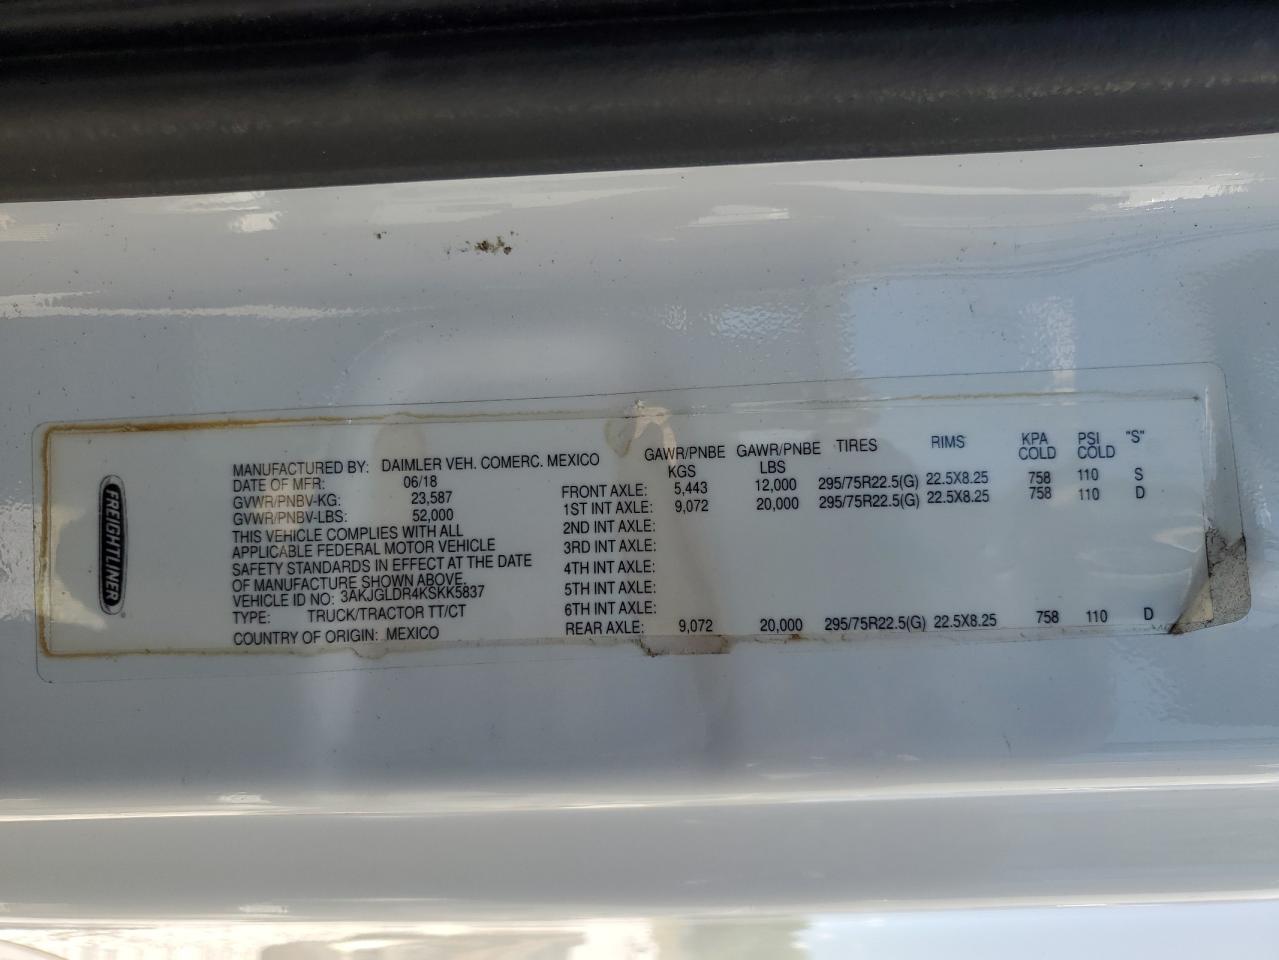 FREIGHTLINER
MANUFACTURED BY: DAIMLER VEH. COMERC. MEXICO
DATE OF MFR: 06/18
GVWR/PNBV-KG: 23,587
GVWR/PNBV-LBS: 52,000
THIS VEHICLE COMPLIES WITH ALL
APPLICABLE FEDERAL MOTOR VEHICLE
SAFETY STANDARDS IN EFFECT AT THE DATE
OF MANUFACTURE SHOWN ABOVE.
VEHICLE ID NO: 3AKJGLDR4KSKK5837
TYPE: TRUCK/TRACTOR TT/CT
COUNTRY OF ORIGIN: MEXICO
GAWR/PNBE GAWR/PNBE TIRES RIMS KPA PSI "S"
KGS LBS COLD COLD
FRONT AXLE: 5,443 12,000 295/75R22.5(G) 22.5X8.25 758 110 S
1ST INT AXLE: 9,072 20,000 295/75R22.5(G) 22.5X8.25 758 110 D
2ND INT AXLE:
3RD INT AXLE:
4TH INT AXLE:
5TH INT AXLE:
6TH INT AXLE:
REAR AXLE: 9,072 20,000 295/75R22.5(G) 22.5X8.25 758 110 D